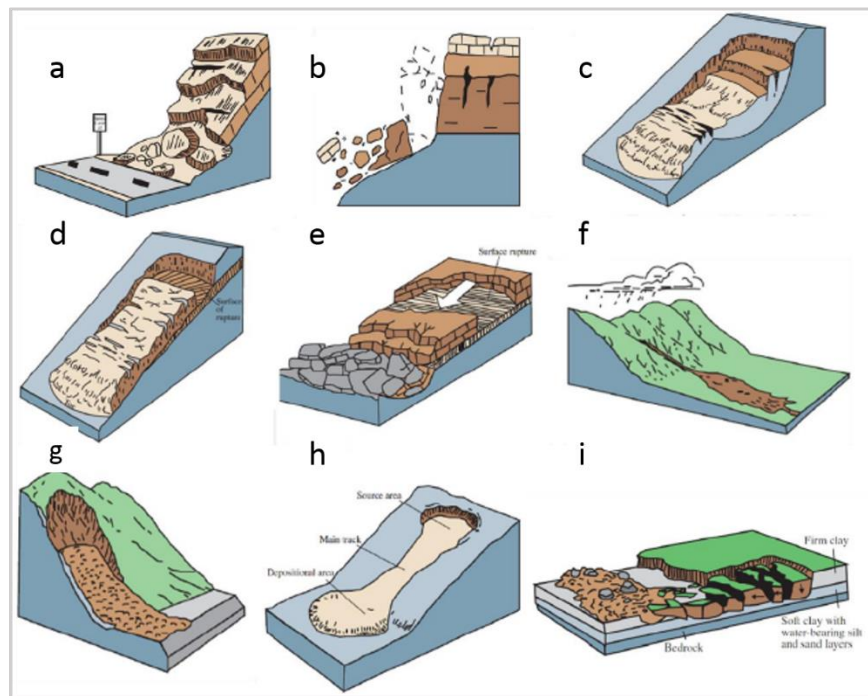 a
b
c
d
Surface
of
rupture
e
Surface rupture
f
g
h
Source area
Main track
Depositional area
i
Firm clay
Soft clay with
water-bearing silt
and sand layers
Bedrock